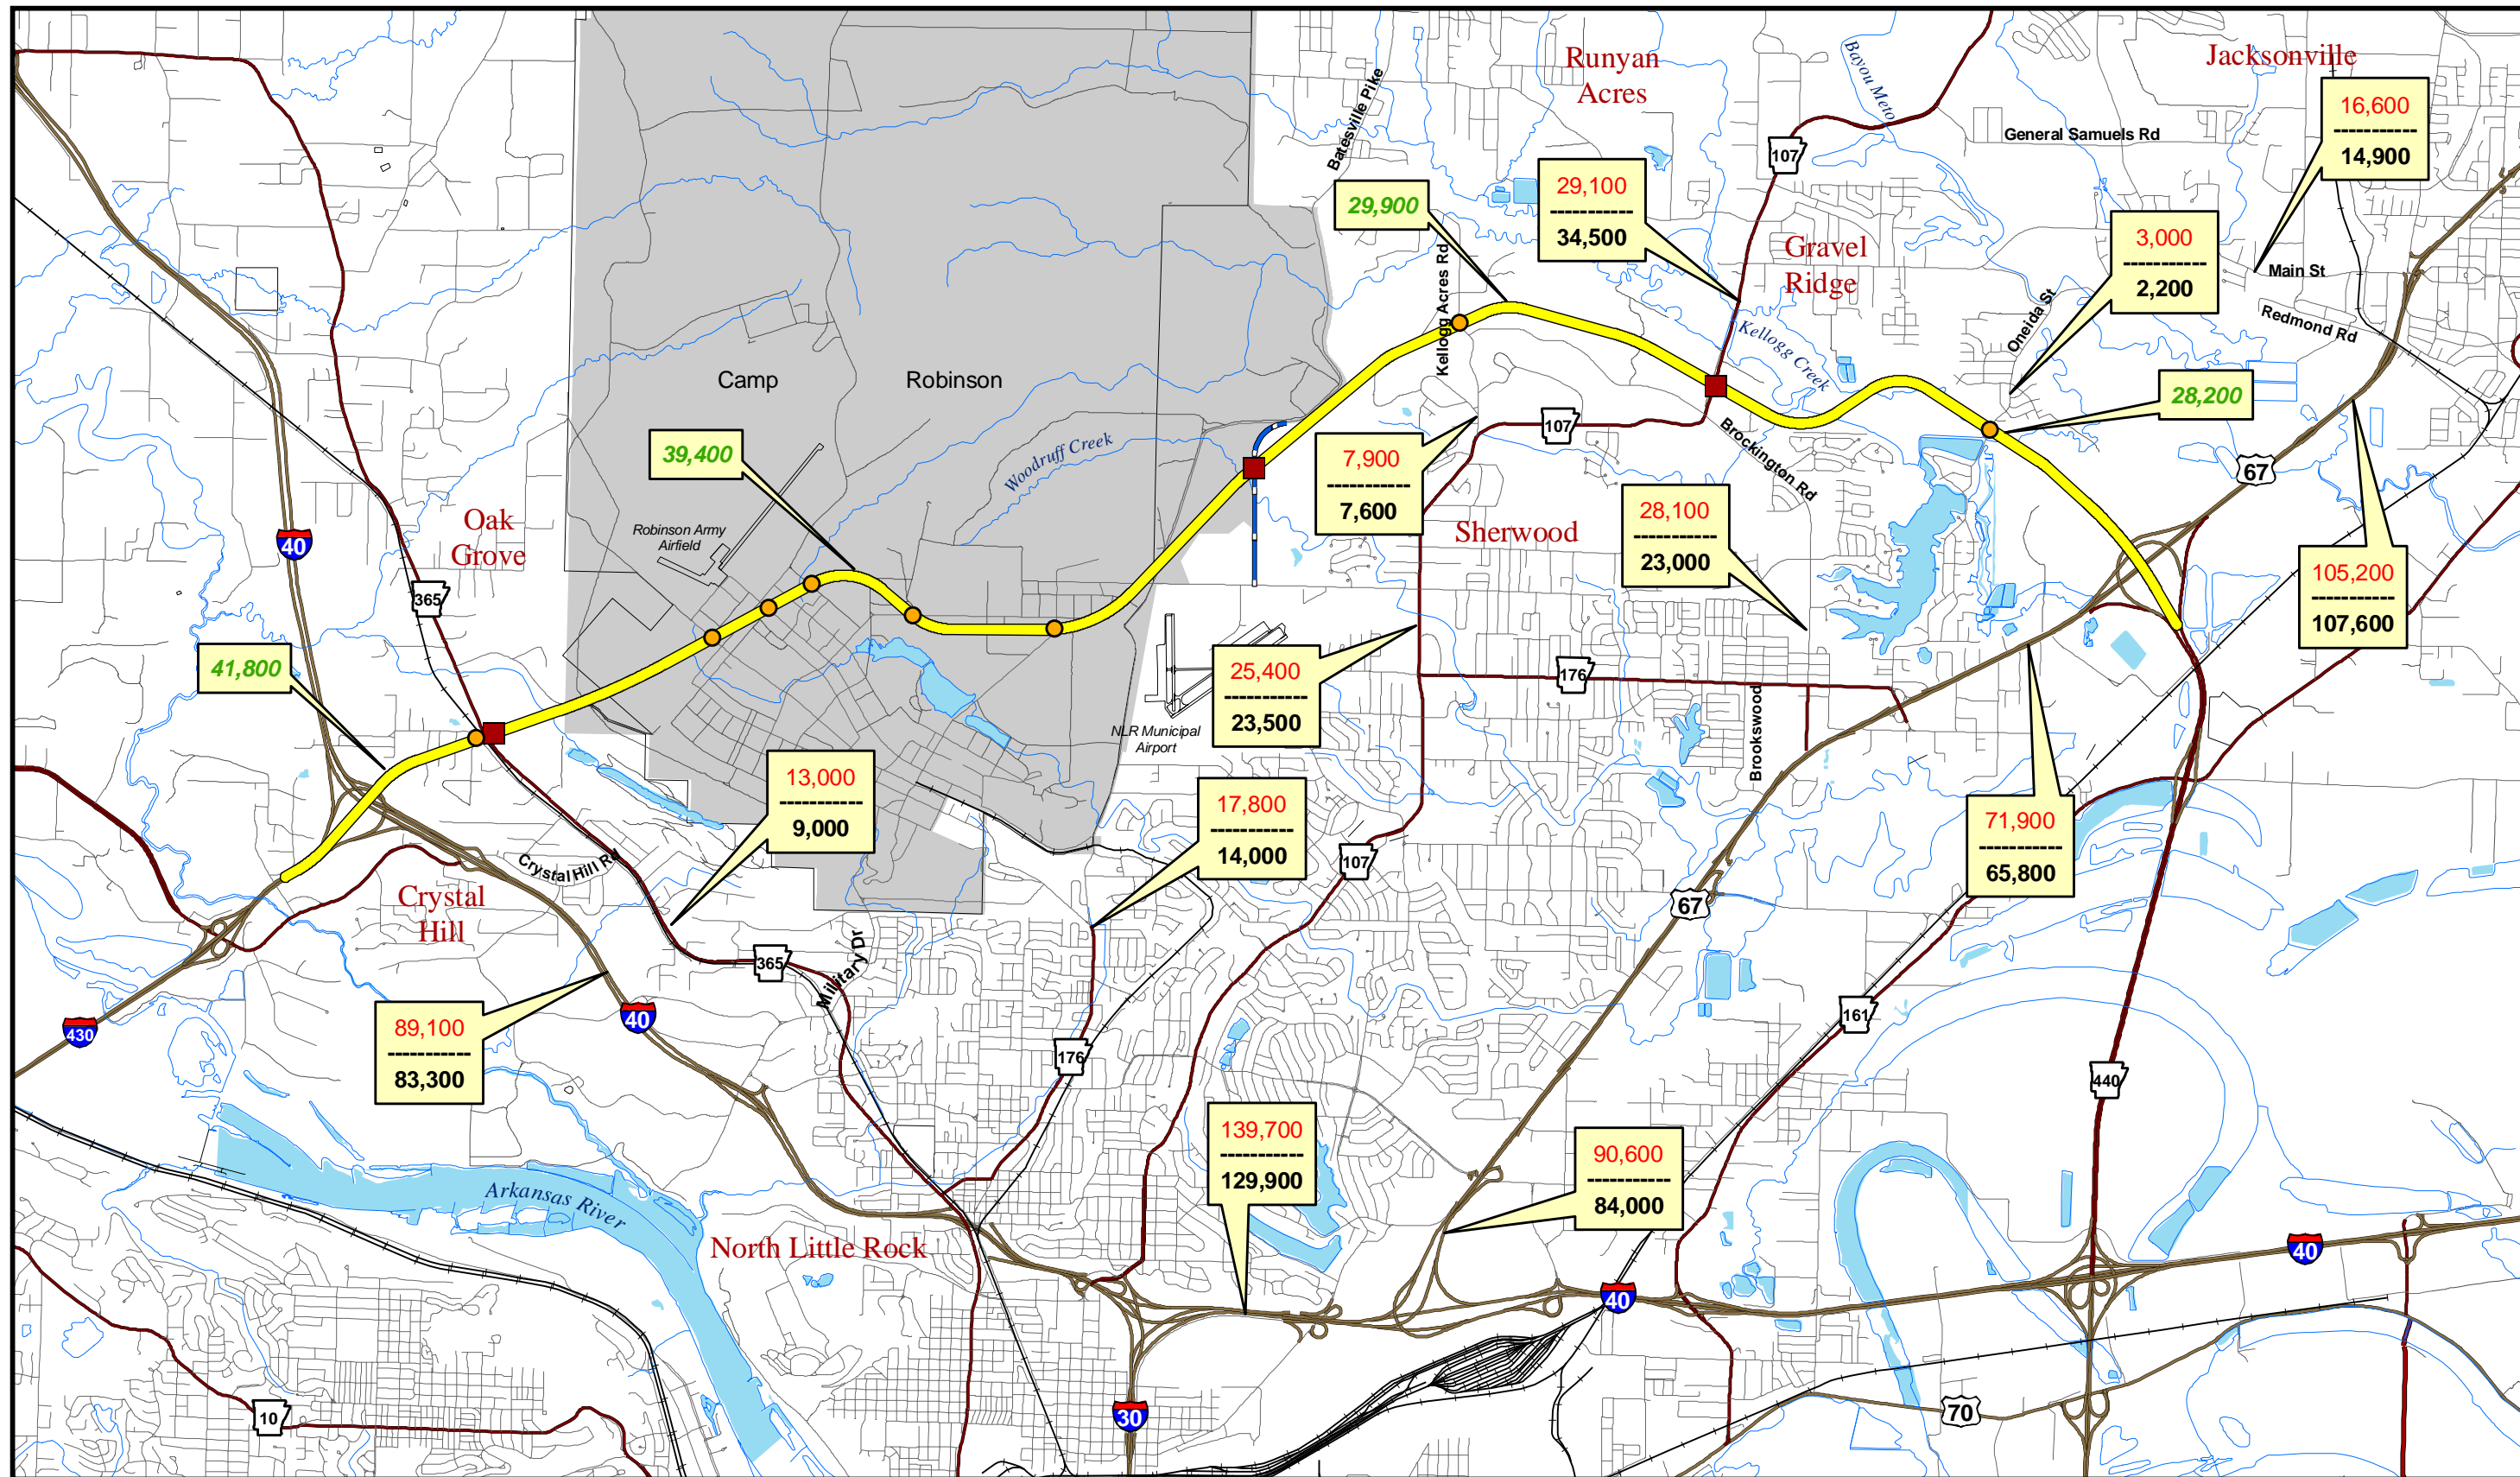 Runyan
Acres
Jacksonville
16,600
-----------
14,900
Bayou Meto
Batesville Pike
General Samuels Rd
107
29,900
29,100
-----------
34,500
3,000
-----------
2,200
Gravel
Ridge
Main St
Kellogg Acres Rd
Oneida St
Redmond Rd
Kellogg Creek
Camp
Robinson
28,200
39,400
Woodruff Creek
107
Brockington Rd
7,900
-----------
7,600
67
Oak
Grove
Robinson Army
Airfield
Sherwood
28,100
-----------
23,000
40
105,200
-----------
107,600
365
41,800
25,400
-----------
23,500
176
NLR Municipal
Airport
Brookswood
13,000
-----------
9,000
17,800
-----------
14,000
71,900
-----------
65,800
Crystal Hill Rd
107
Crystal
Hill
67
365
Military Dr
89,100
-----------
83,300
430
40
161
176
440
139,700
-----------
129,900
90,600
-----------
84,000
Arkansas River
North Little Rock
40
40
10
30
70